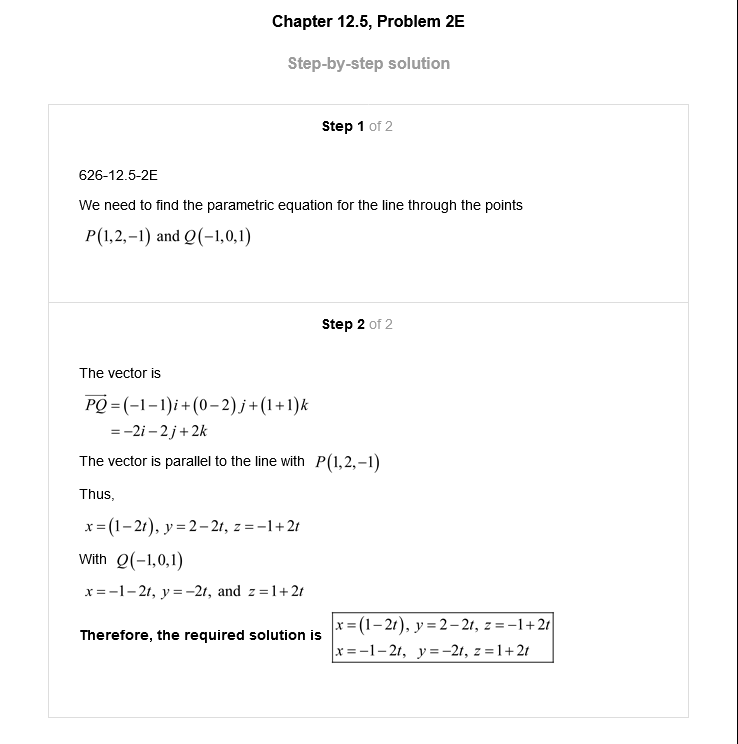 Chapter 12.5, Problem 2E
Step-by-step solution
Step 1 of 2
626-12.5-2E
We need to find the parametric equation for the line through the points
P(1,2,−1) and Q(−1,0,1)
Step 2 of 2
The vector is
\overrightarrow{PQ} = (−1−1)i + (0−2)j + (1+1)k
= −2i − 2j + 2k
The vector is parallel to the line with P(1,2,−1)
Thus,
x = (1−2t), y = 2−2t, z = −1+2t
With Q(−1,0,1)
x = −1−2t, y = −2t, and z = 1+2t
Therefore, the required solution is
x = (1−2t), y = 2−2t, z = −1+2t
x = −1−2t, y = −2t, z = 1+2t